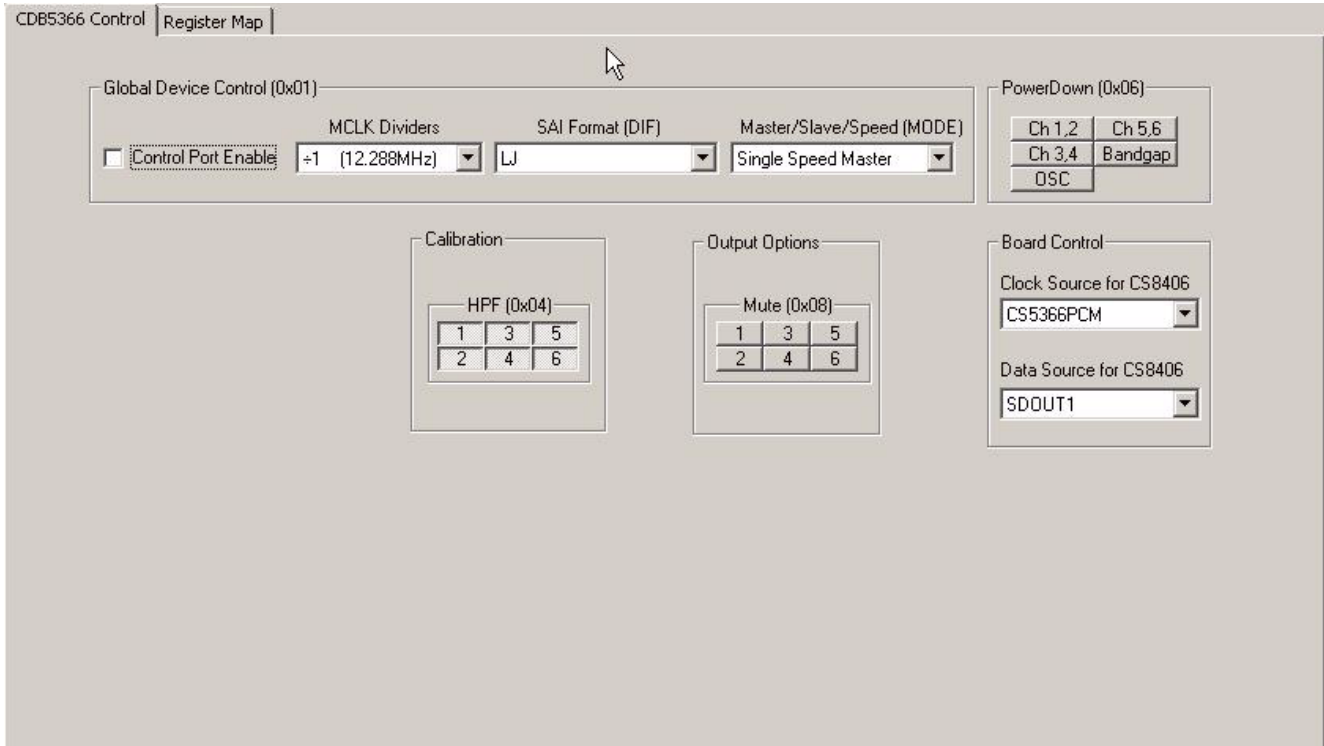 CDB5366 Control Register Map
Global Device Control (0x01)
MCLK Dividers SAI Format (DIF) Master/Slave/Speed (MODE)
Control Port Enable ÷1 (12.288MHz) LJ Single Speed Master
PowerDown (0x06)
Ch 1,2 Ch 5,6
Ch 3,4 Bandgap
OSC
Calibration
HPF (0x04)
1 3 5
2 4 6
Output Options
Mute (0x08)
1 3 5
2 4 6
Board Control
Clock Source for CS8406
CS5366PCM
Data Source for CS8406
SDOUT1